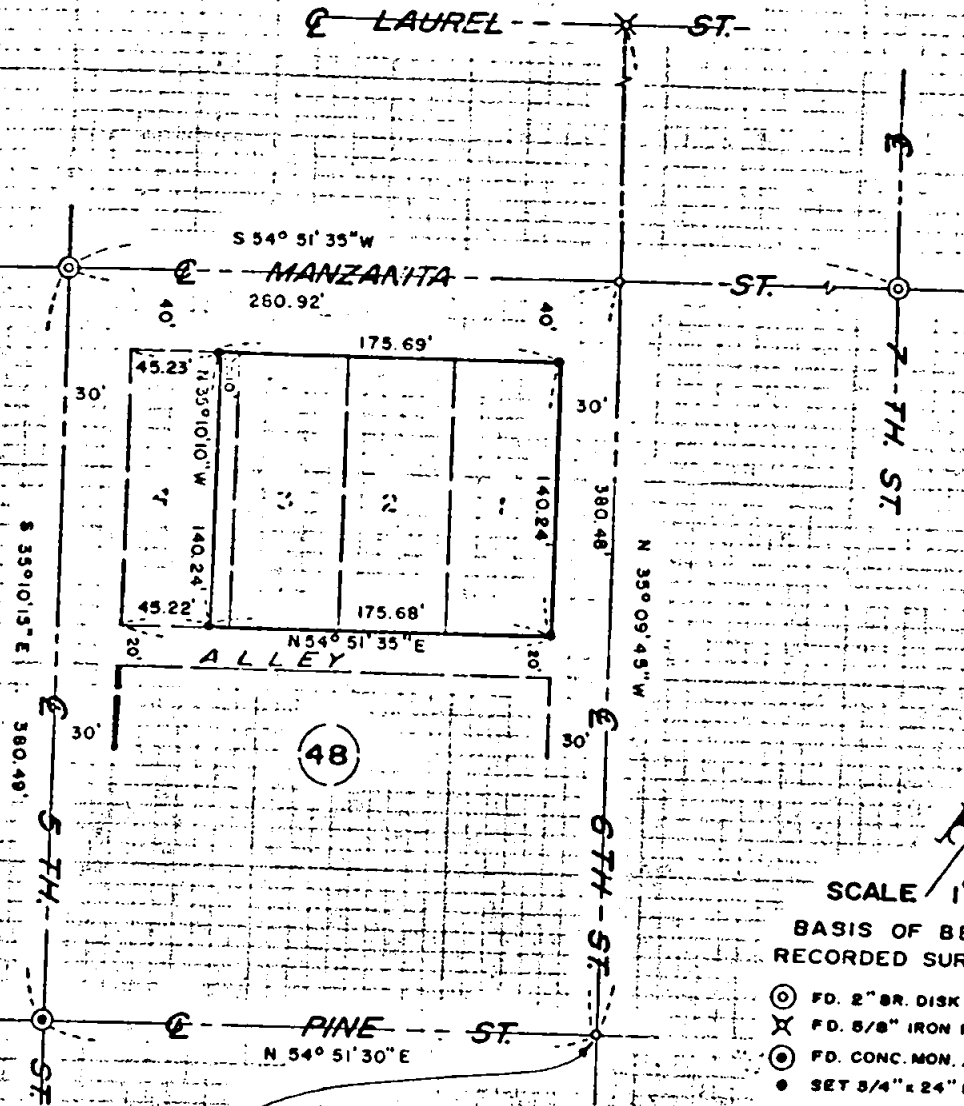 ℄ LAUREL ST.
℄
S 54° 51' 35" W
℄ MANZANITA ST.
260.92'
40'
40'
175.69'
45.23'
10'
30'
30'
N 35° 10' 10" W 140.24'
140.24'
380.48'
7 TH. ST.
S 35° 10' 15" E 380.49'
N 35° 09' 45" W
45.22'
175.68'
N 54° 51' 35" E
20'
ALLEY
20'
℄
30'
48
℄
30'
5 TH. ST.
6 TH. ST.
SCALE 1"
BASIS OF BE
RECORDED SUR
FD. 2" BR. DISK
FD. 5/8" IRON
FD. CONC. MON.
SET 3/4" x 24"
℄ PINE ST.
N 54° 51' 30" E